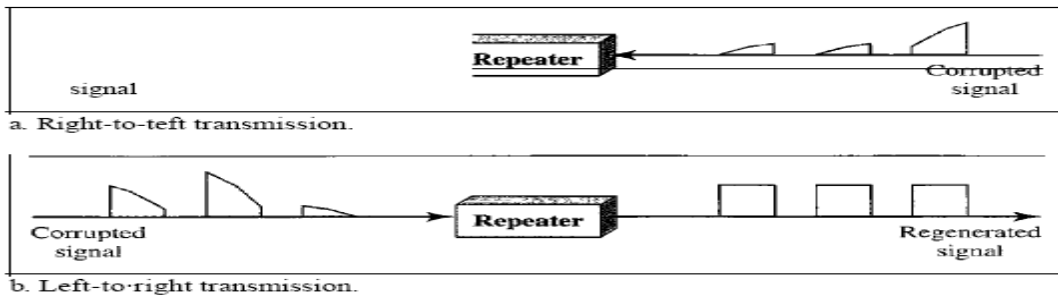 Repeater
Corrupted
signal
signal
a. Right-to-teft transmission.
Repeater
Corrupted
signal
Regenerated
signal
b. Left-to·right transmission.